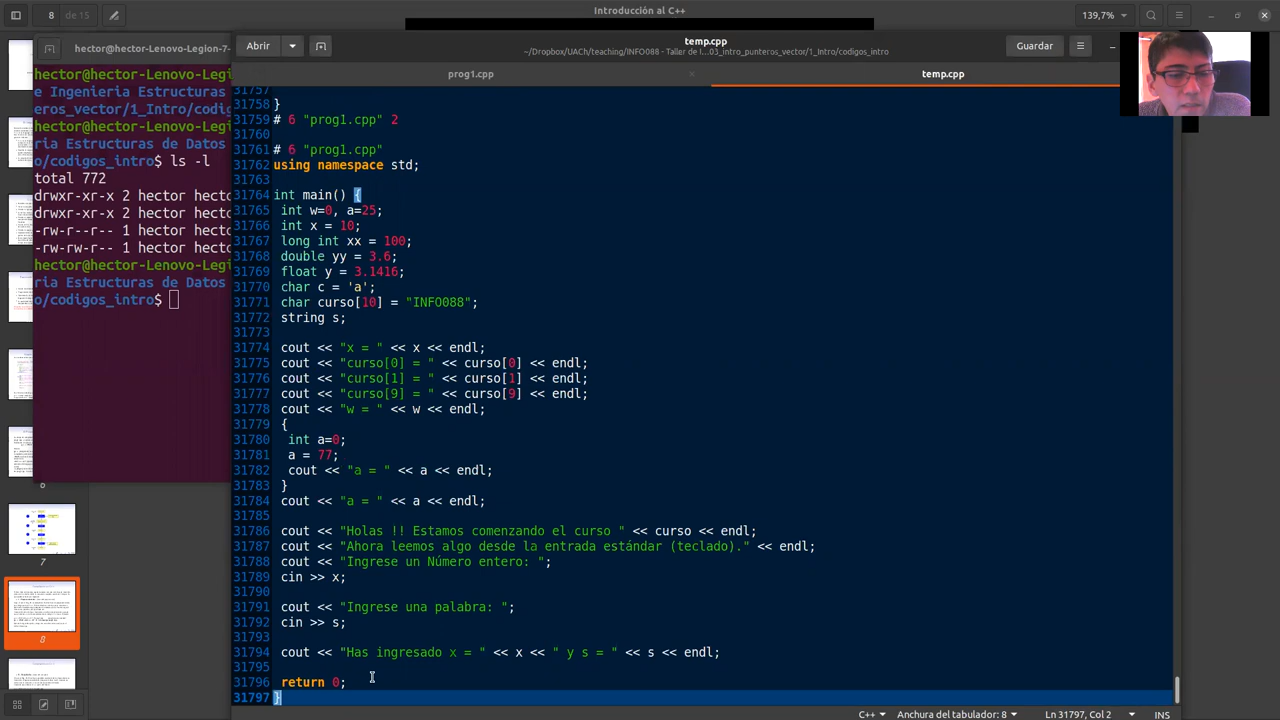 8 de 15
Introducción al C++
139,7%
hector@hector-Lenovo-Legion-7-
Abrir
temp.cpp
~/Dropbox/UACh/teaching/INFO088 - Taller de I...03_intro_punteros_vector/1_Intro/codigos_intro
Guardar
prog1.cpp
temp.cpp
hector@hector-Lenovo-Legi
e Ingenieria Estructuras
eros_vector/1_Intro/codig
hector@hector-Lenovo-Legi
ria Estructuras de Datos
o/codigos_intro$ ls -l
total 772
drwxr-xr-x 2 hector hecto
drwxr-xr-x 2 hector hecto
-rw-r--r-- 1 hector hecto
-rw-rw-r-- 1 hector hecto
hector@hector-Lenovo-Legi
ria Estructuras de Datos
o/codigos_intro$
31757
31758 }
31759 # 6 "prog1.cpp" 2
31760
31761 # 6 "prog1.cpp"
31762 using namespace std;
31763
31764 int main() {
31765 int w=0, a=25;
31766 int x = 10;
31767 long int xx = 100;
31768 double yy = 3.6;
31769 float y = 3.1416;
31770 char c = 'a';
31771 char curso[10] = "INFO088";
31772 string s;
31773
31774 cout << "x = " << x << endl;
31775 cout << "curso[0] = " << curso[0] << endl;
31776 cout << "curso[1] = " << curso[1] << endl;
31777 cout << "curso[9] = " << curso[9] << endl;
31778 cout << "w = " << w << endl;
31779 {
31780 int a=0;
31781 a = 77;
31782 cout << "a = " << a << endl;
31783 }
31784 cout << "a = " << a << endl;
31785
31786 cout << "Holas !! Estamos comenzando el curso " << curso << endl;
31787 cout << "Ahora leemos algo desde la entrada estándar (teclado)." << endl;
31788 cout << "Ingrese un Número entero: ";
31789 cin >> x;
31790
31791 cout << "Ingrese una palabra: ";
31792 cin >> s;
31793
31794 cout << "Has ingresado x = " << x << " y s = " << s << endl;
31795
31796 return 0;
31797 }
6
7
8
C++
Anchura del tabulador: 8
Ln 31797, Col 2
INS